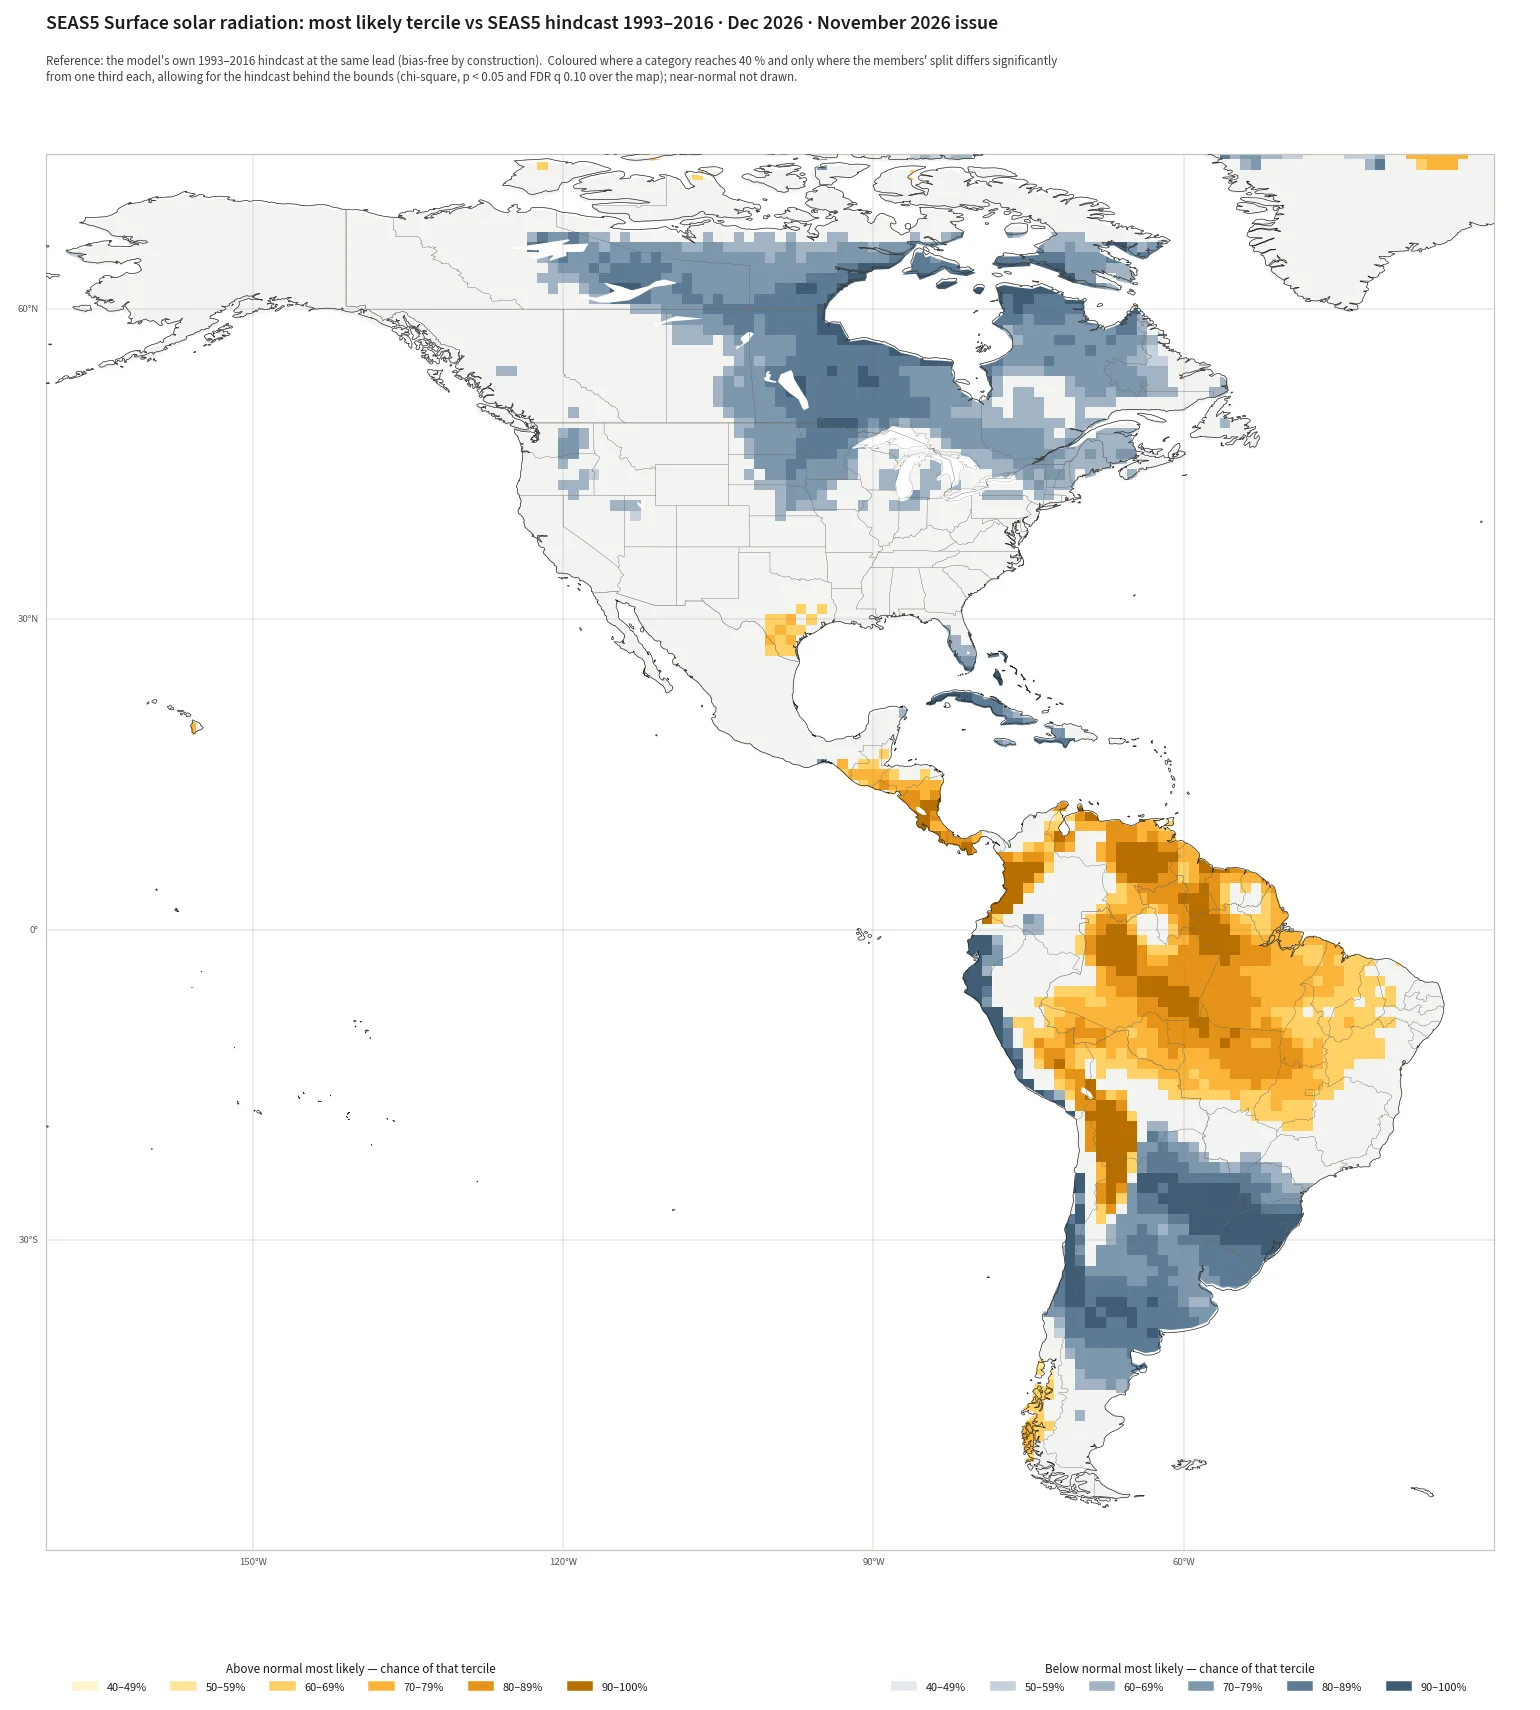 SEAS5 Surface solar radiation: most likely tercile vs SEAS5 hindcast 1993–2016 · Dec 2026 · November 2026 issue
Reference: the model's own 1993–2016 hindcast at the same lead (bias-free by construction).  Coloured where a category reaches 40 % and only where the members' split differs significantly
from one third each, allowing for the hindcast behind the bounds (chi-square, p < 0.05 and FDR q 0.10 over the map); near-normal not drawn.
60°N
30°N
0°
30°S
150°W 120°W 90°W 60°W
Above normal most likely — chance of that tercile
40–49% 50–59% 60–69% 70–79% 80–89% 90–100%
Below normal most likely — chance of that tercile
40–49% 50–59% 60–69% 70–79% 80–89% 90–100%